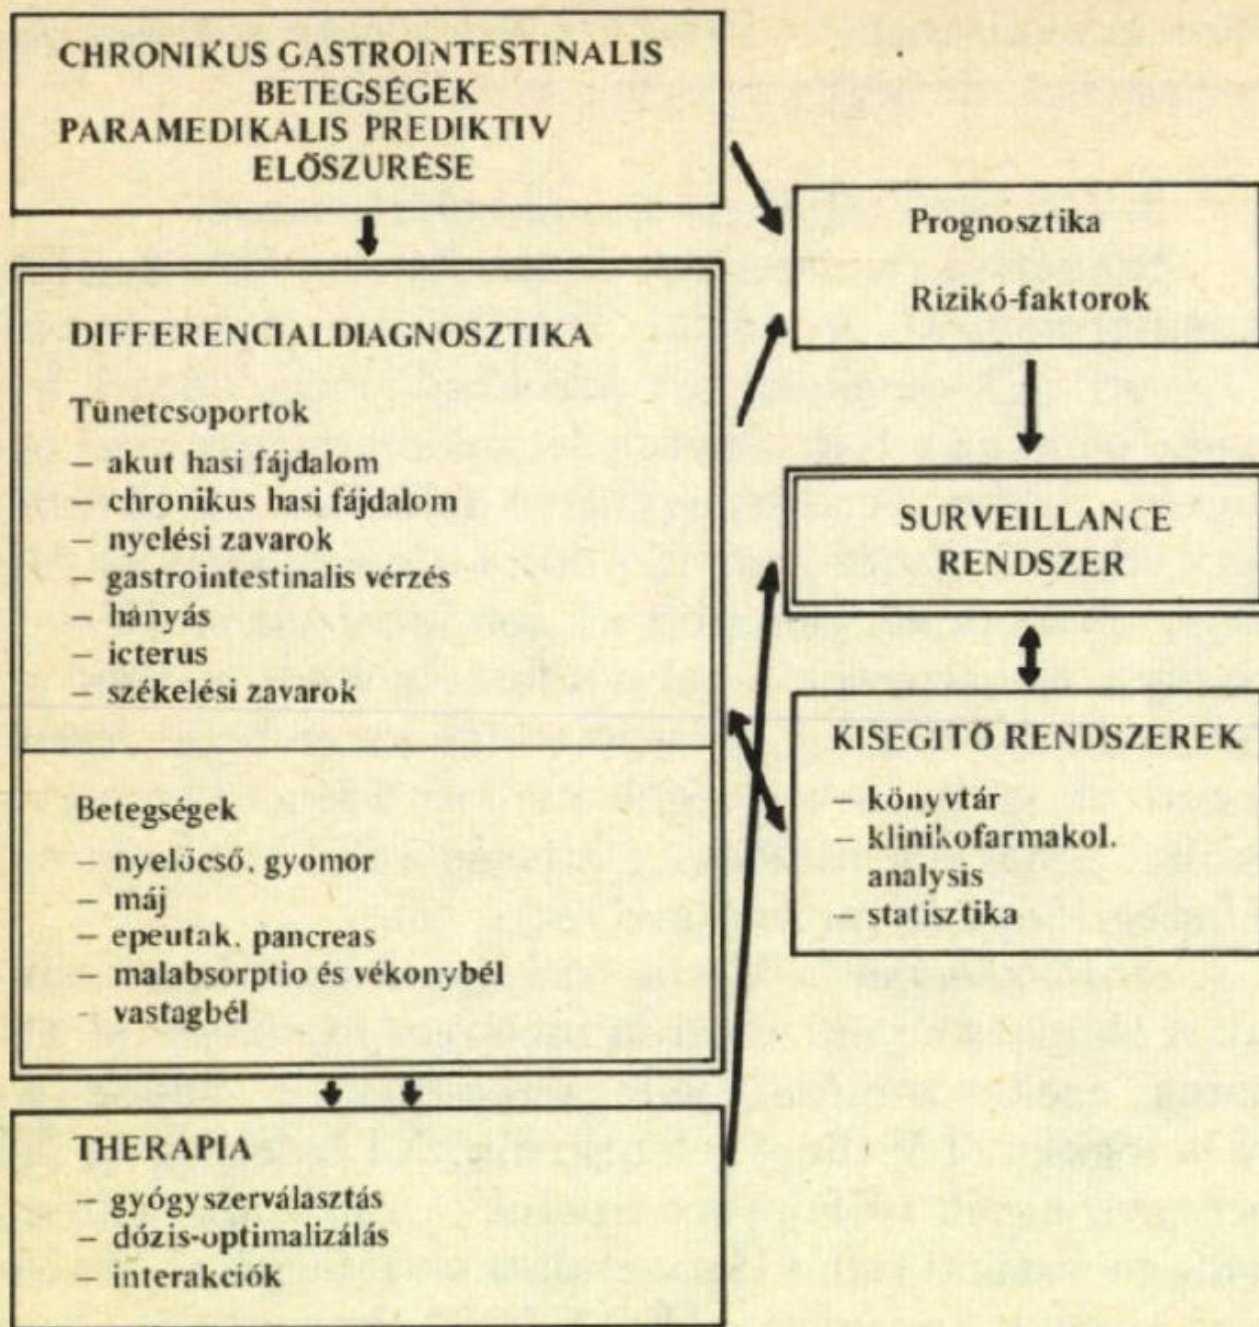 CHRONIKUS GASTROINTESTINALIS
BETEGSÉGEK
PARAMEDIKALIS PREDIKTIV
ELŐSZURÉSE
DIFFERENCIALDIAGNOSZTIKA
Tünetcsoportok
– akut hasi fájdalom
– chronikus hasi fájdalom
– nyelési zavarok
– gastrointestinalis vérzés
– hányás
– icterus
– székelési zavarok
Betegségek
– nyelőcső, gyomor
– máj
– epeutak, pancreas
– malabsorptio és vékonybél
– vastagbél
THERAPIA
– gyógyszerválasztás
– dózis-optimalizálás
– interakciók
Prognosztika
Rizikó-faktorok
SURVEILLANCE
RENDSZER
KISEGITŐ RENDSZEREK
– könyvtár
– klinikofarmakol.
analysis
– statisztika